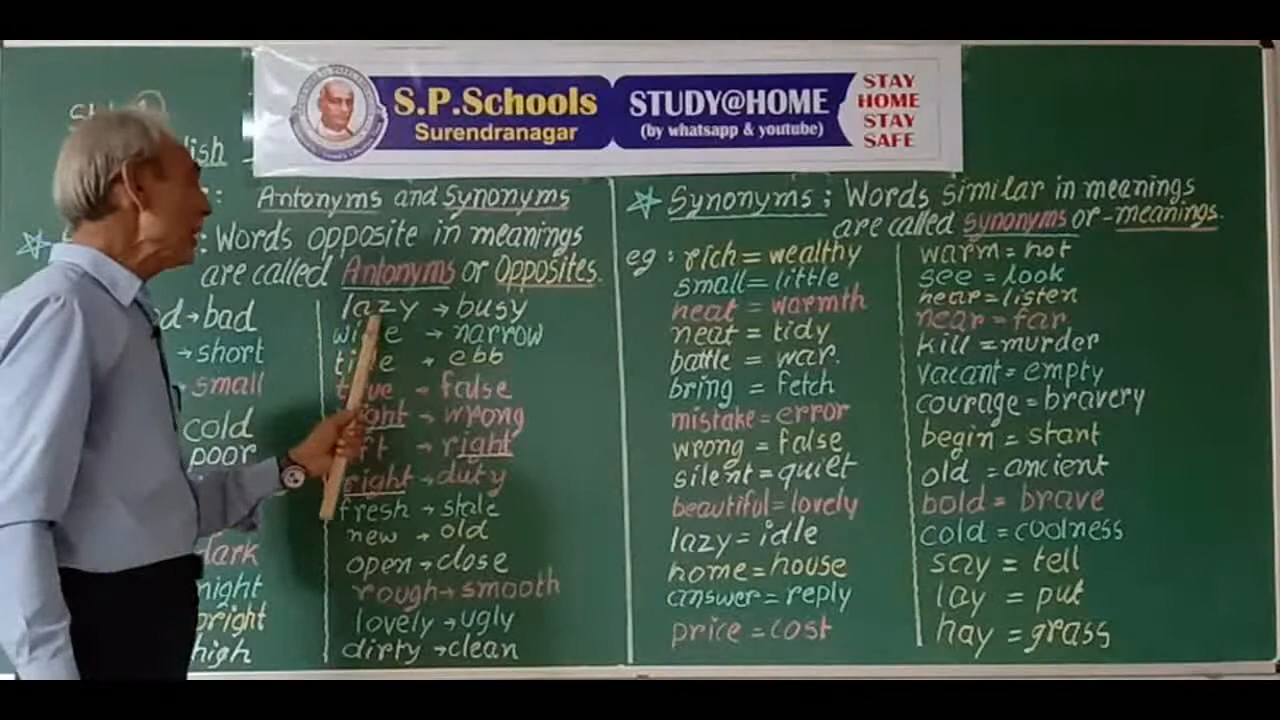 S.P.Schools
Surendranagar
STUDY@HOME
(by whatsapp & youtube)
STAY
HOME
STAY
SAFE
Antonyms and Synonyms
: Words opposite in meanings
are called Antonyms or Opposites.
→ bad
→ short
→ small
cold
poor
dark
night
bright
high
lazy → busy
→ narrow
→ ebb
→ false
→ wrong
→ right
right → duty
fresh → stale
new → old
open → close
rough → smooth
lovely → ugly
dirty → clean
Synonyms : Words similar in meanings
are called synonyms or meanings.
eg : rich = wealthy
small = little
heat = warmth
neat = tidy
battle = war.
bring = fetch
mistake = error
wrong = false
silent = quiet
beautiful = lovely
lazy = idle
home = house
answer = reply
price = cost
warm = hot
see = look
hear = listen
near = far
kill = murder
vacant = empty
courage = bravery
begin = start
old = ancient
bold = brave
cold = coolness
say = tell
lay = put
hay = grass